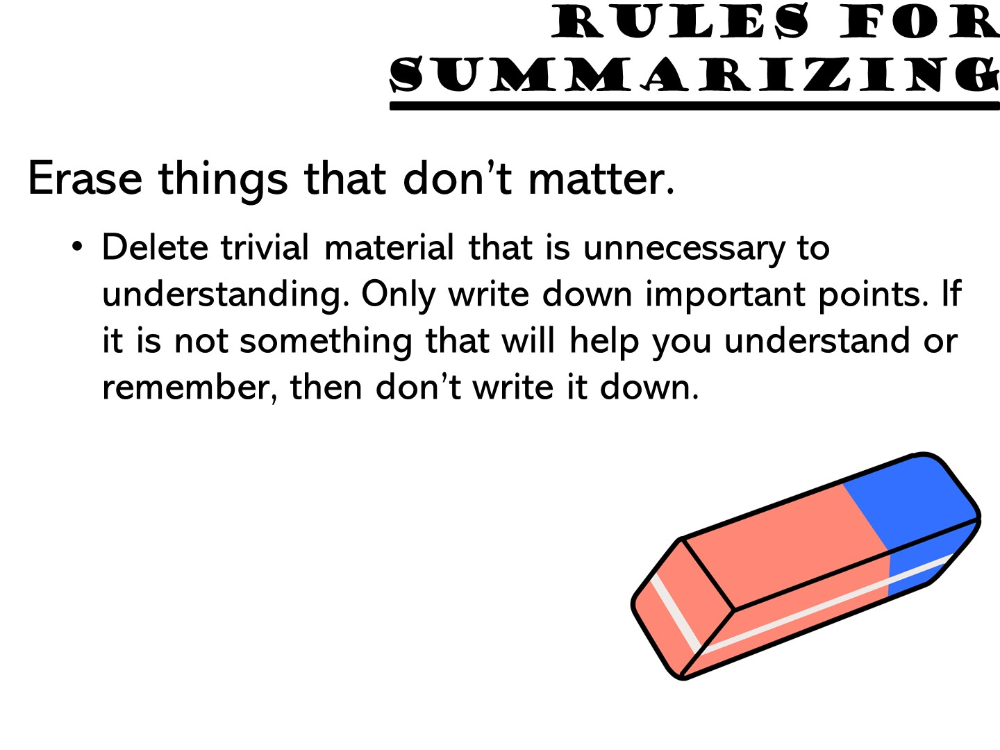 RULES FOR
SUMMARIZING
Erase things that don’t matter.
• Delete trivial material that is unnecessary to
understanding. Only write down important points. If
it is not something that will help you understand or
remember, then don’t write it down.